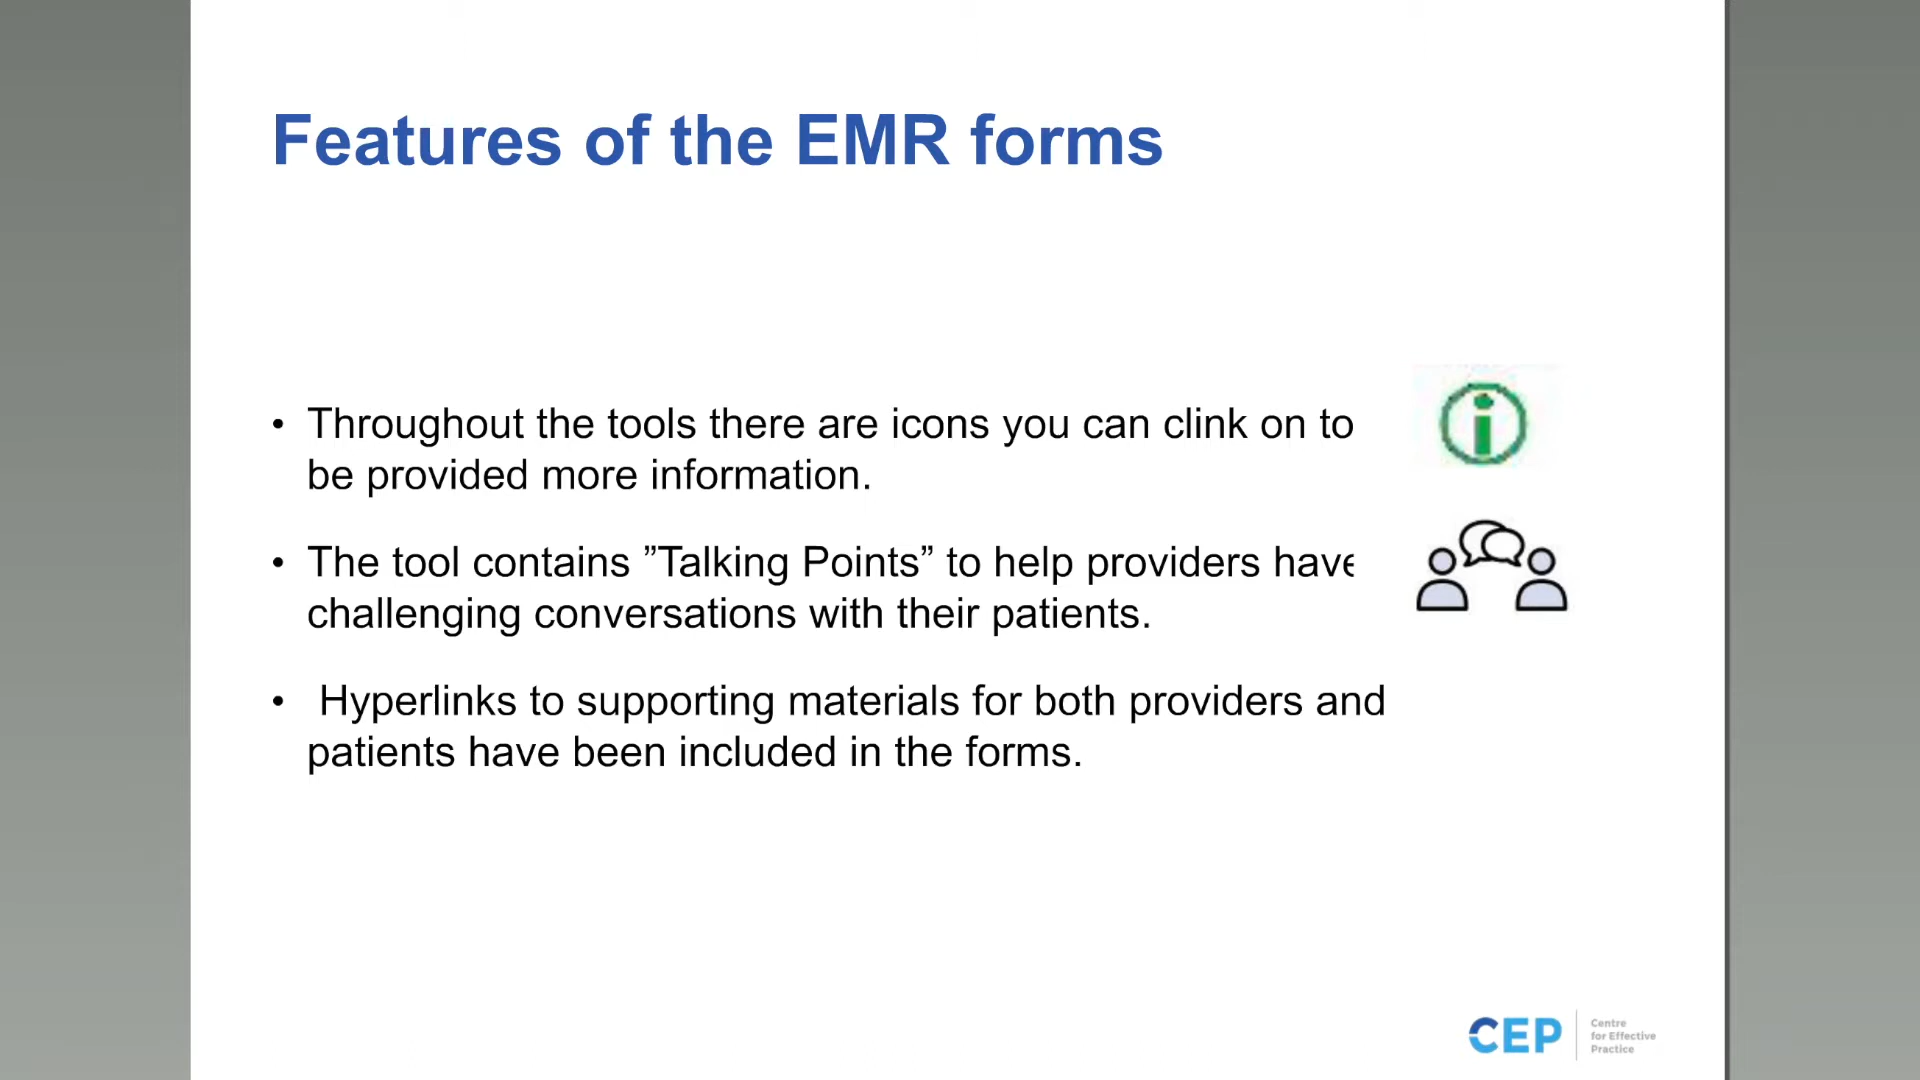 Features of the EMR forms
• Throughout the tools there are icons you can clink on to
be provided more information.
• The tool contains ”Talking Points” to help providers have
challenging conversations with their patients.
• Hyperlinks to supporting materials for both providers and
patients have been included in the forms.
CEP
Centre
for Effective
Practice